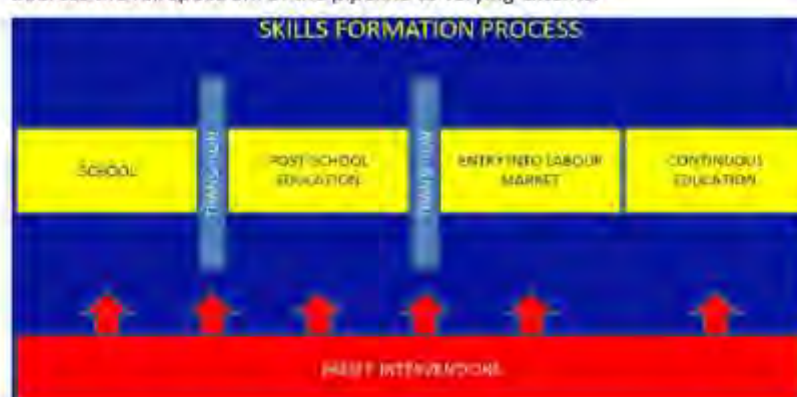 SKILLS FORMATION PROCESS
SCHOOL
TRANSITION
POST-SCHOOL
EDUCATION
TRANSITION
ENTRY INTO LABOUR
MARKET
CONTINUOUS
EDUCATION
INTERVENTIONS